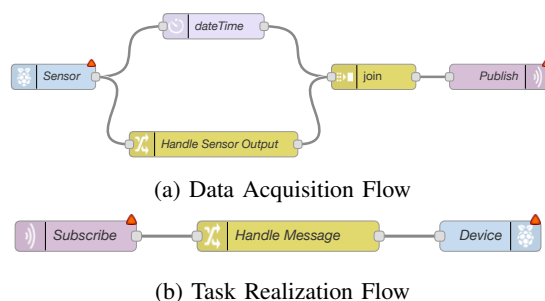 dateTime
Sensor
join
Publish
Handle Sensor Output
(a) Data Acquisition Flow
Subscribe
Handle Message
Device
(b) Task Realization Flow